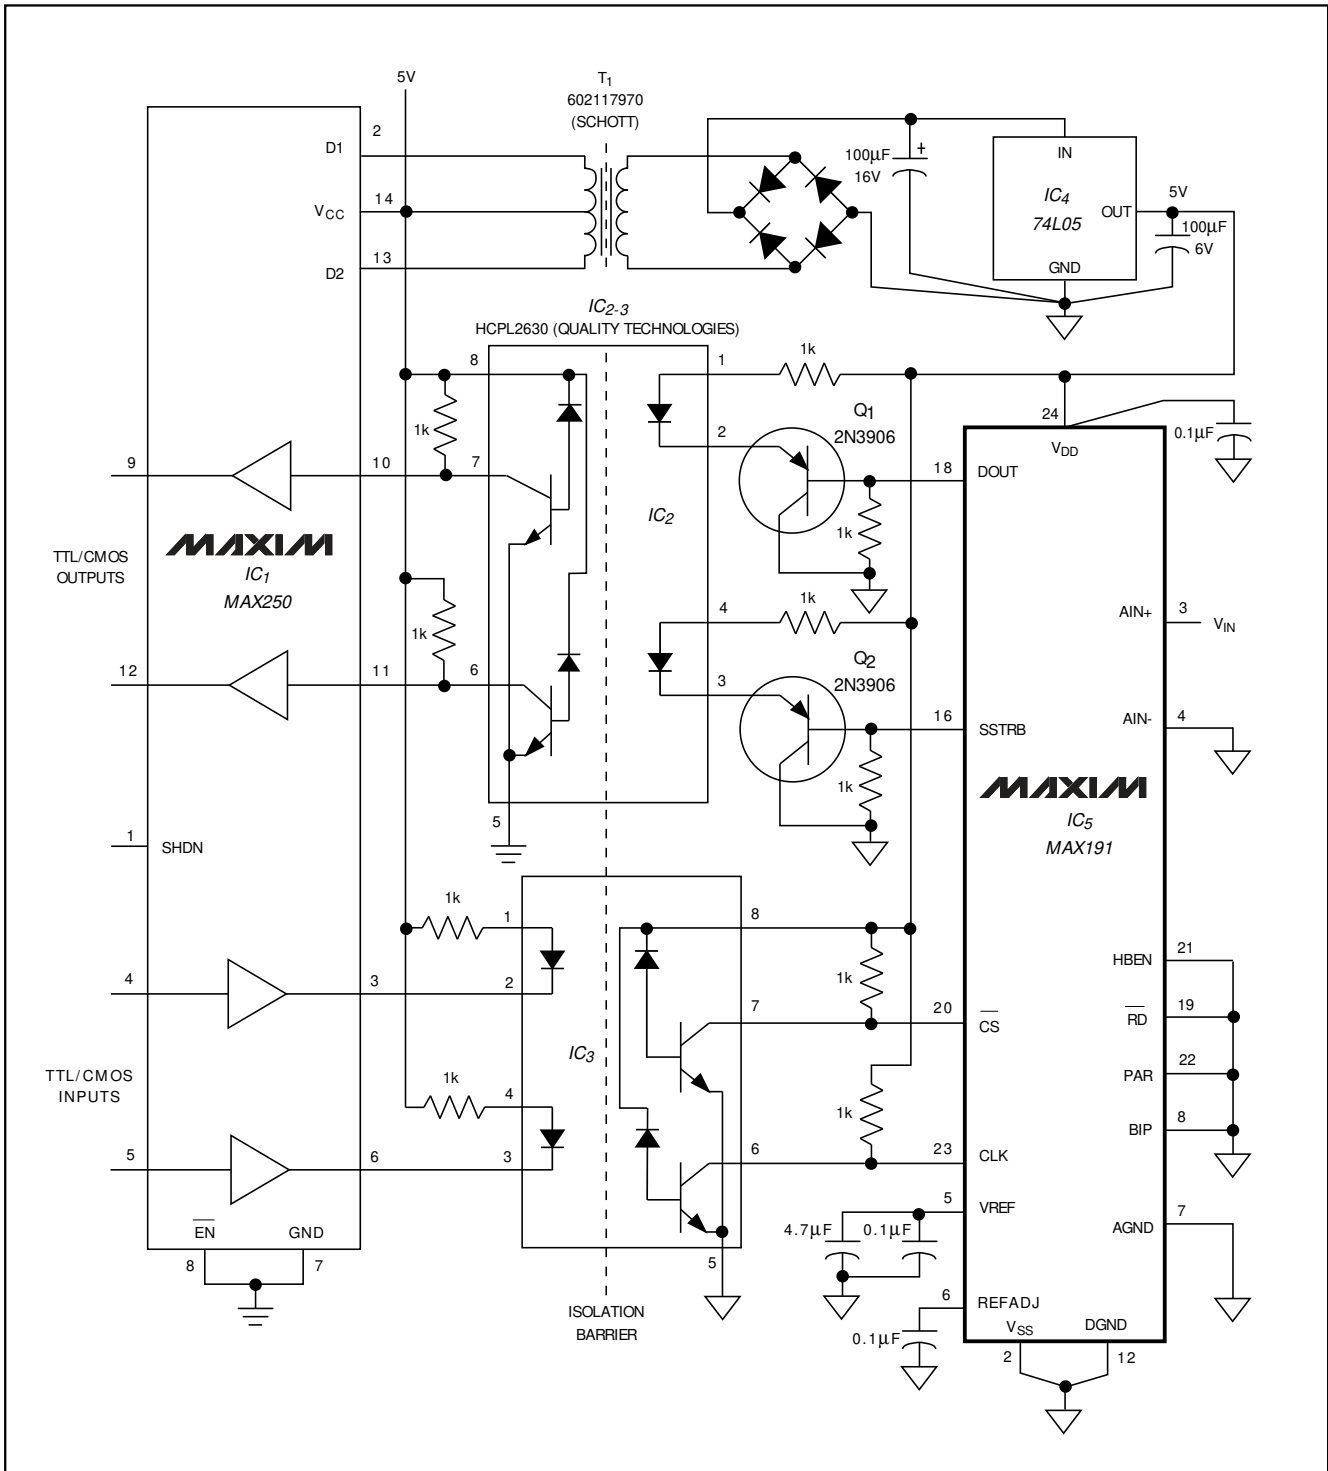 5V
T1
602117970
(SCHOTT)
D1
2
VCC
14
D2
13
100µF
16V
+
IN
IC4
74L05
OUT
GND
5V
100µF
6V
IC2-3
HCPL2630 (QUALITY TECHNOLOGIES)
8
1k
9
10
7
1
1k
2
Q1
2N3906
IC2
1k
18
DOUT
24
VDD
0.1µF
TTL/CMOS
OUTPUTS
MAXIM
IC1
MAX250
1k
12
11
6
4
1k
3
Q2
2N3906
1k
16
SSTRB
AIN+
3
VIN
AIN-
4
MAXIM
IC5
MAX191
5
1
SHDN
1k
1
8
1k
4
3
2
7
20
CS
HBEN
21
RD
19
PAR
22
BIP
8
IC3
TTL/CMOS
INPUTS
1k
4
1k
5
6
3
6
23
CLK
EN
GND
8
7
5
4.7µF
0.1µF
5
VREF
AGND
7
ISOLATION
BARRIER
6
REFADJ
0.1µF
VSS
DGND
2
12